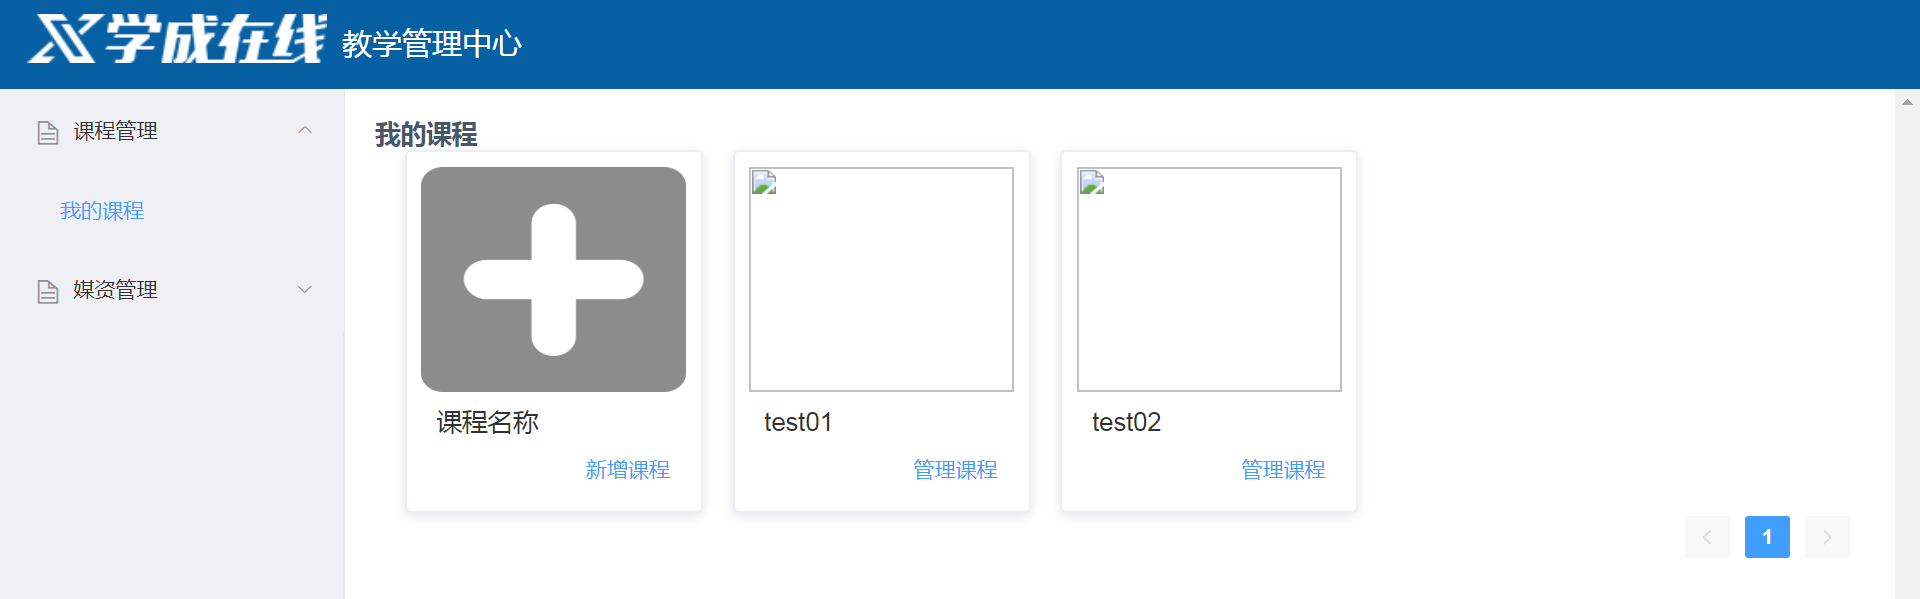 学成在线 教学管理中心
课程管理
我的课程
媒资管理
我的课程
课程名称
新增课程
test01
管理课程
test02
管理课程
1